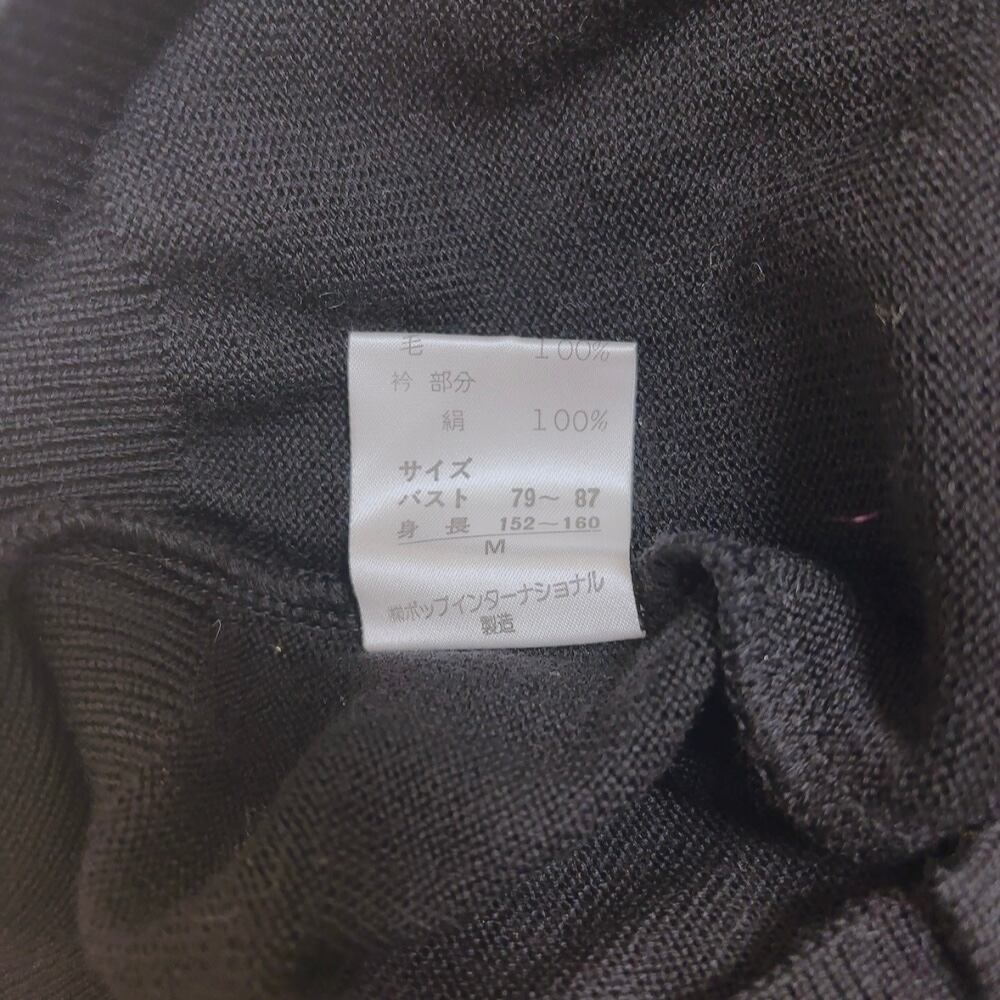 毛 100%
衿 部分
絹 100%
サイズ
バスト 79～ 87
身 長 152～160
M
㈱ポップインターナショナル
製造